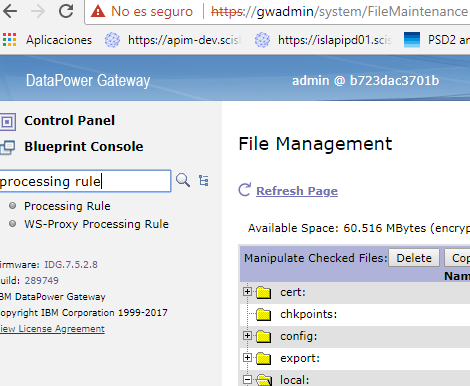 No es seguro https://gwadmin/system/FileMaintenance
Aplicaciones https://apim-dev.scis https://islapipd01.scis PSD2 an
DataPower Gateway admin @ b723dac3701b
Control Panel
Blueprint Console
processing rule
Processing Rule
WS-Proxy Processing Rule
irmware: IDG.7.5.2.8
uild: 289749
BM DataPower Gateway
opyright IBM Corporation 1999-2017
iew License Agreement
File Management
Refresh Page
Available Space: 60.516 MBytes (encryp
Manipulate Checked Files: Delete Cop
Nam
cert:
chkpoints:
config:
export:
local: